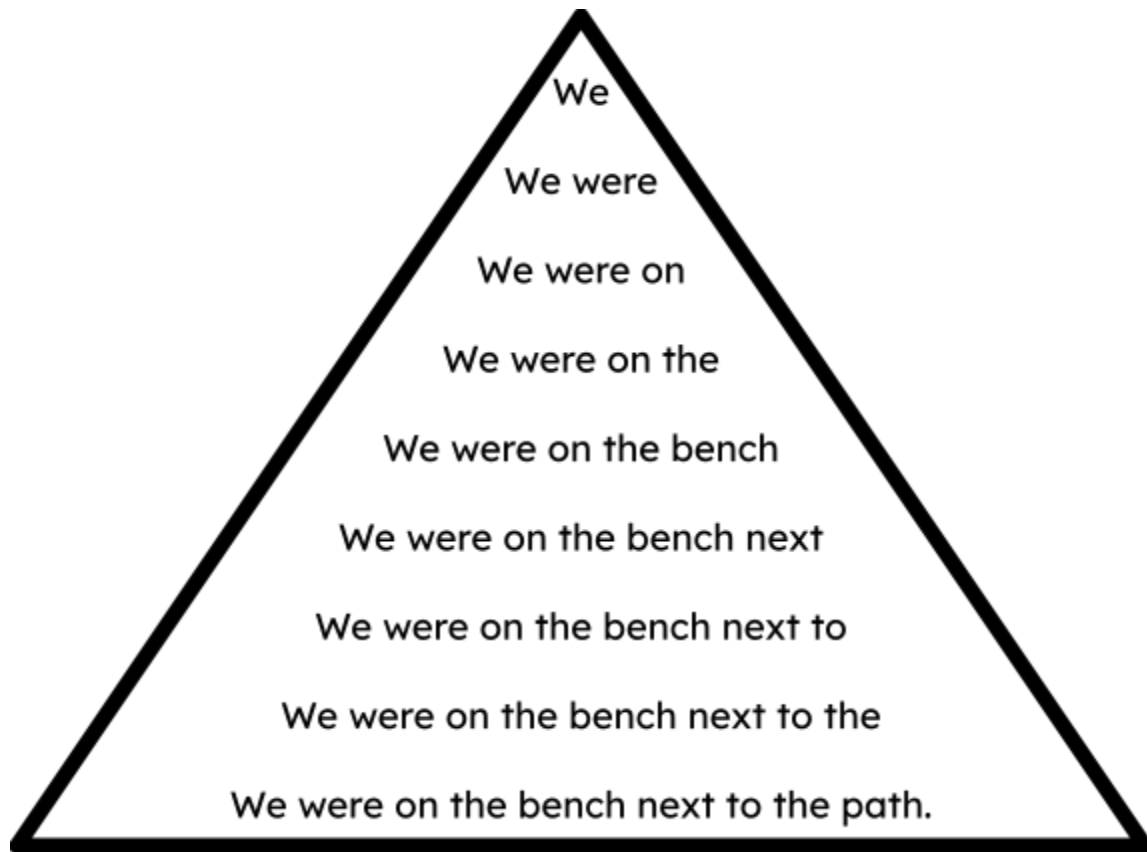 We
We were
We were on
We were on the
We were on the bench
We were on the bench next
We were on the bench next to
We were on the bench next to the
We were on the bench next to the path.